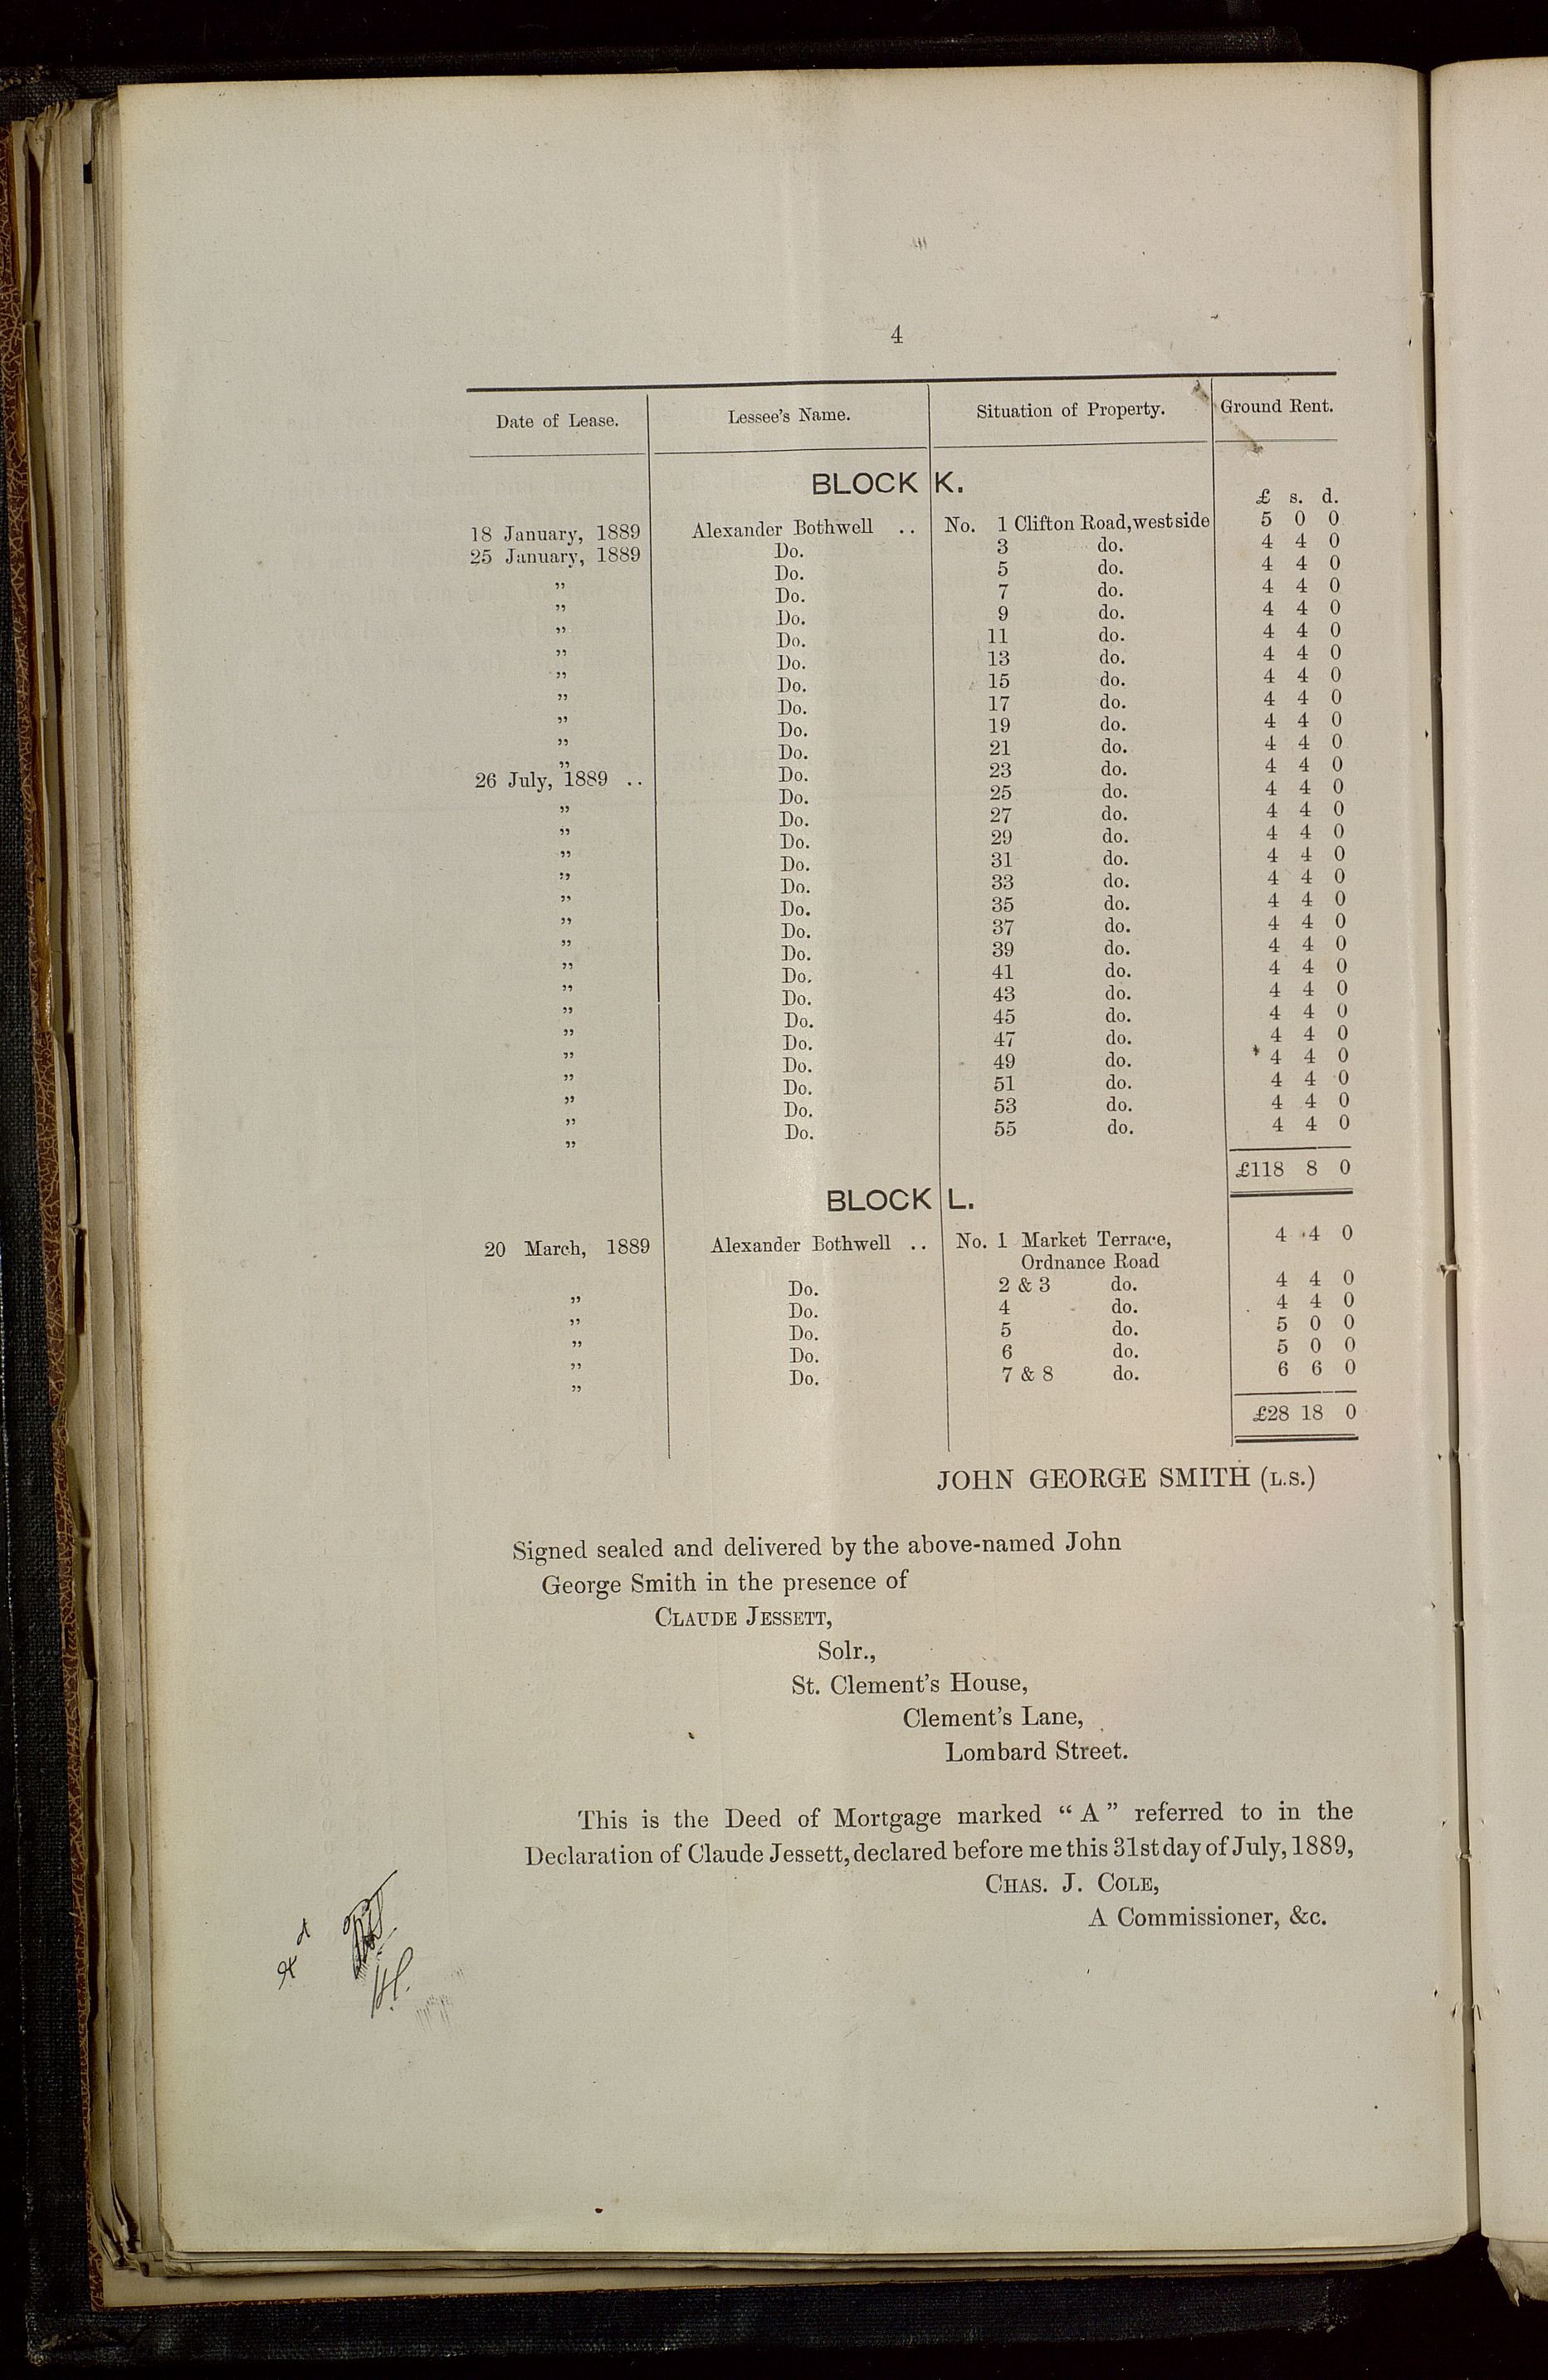 4
Date of Lease. Lessee's Name. Situation of Property. Ground Rent.
BLOCK K.
£ s. d.
18 January, 1889 Alexander Bothwell .. No. 1 Clifton Road, west side 5 0 0
25 January, 1889 Do. 3 do. 4 4 0
„ Do. 5 do. 4 4 0
„ Do. 7 do. 4 4 0
„ Do. 9 do. 4 4 0
„ Do. 11 do. 4 4 0
„ Do. 13 do. 4 4 0
„ Do. 15 do. 4 4 0
„ Do. 17 do. 4 4 0
„ Do. 19 do. 4 4 0
„ Do. 21 do. 4 4 0
26 July, 1889 .. Do. 23 do. 4 4 0
„ Do. 25 do. 4 4 0
„ Do. 27 do. 4 4 0
„ Do. 29 do. 4 4 0
„ Do. 31 do. 4 4 0
„ Do. 33 do. 4 4 0
„ Do. 35 do. 4 4 0
„ Do. 37 do. 4 4 0
„ Do. 39 do. 4 4 0
„ Do. 41 do. 4 4 0
„ Do. 43 do. 4 4 0
„ Do. 45 do. 4 4 0
„ Do. 47 do. 4 4 0
„ Do. 49 do. 4 4 0
„ Do. 51 do. 4 4 0
„ Do. 53 do. 4 4 0
„ Do. 55 do. 4 4 0
£118 8 0
BLOCK L.
20 March, 1889 Alexander Bothwell .. No. 1 Market Terrace, 4 4 0
Ordnance Road
„ Do. 2 & 3 do. 4 4 0
„ Do. 4 do. 4 4 0
„ Do. 5 do. 5 0 0
„ Do. 6 do. 5 0 0
„ Do. 7 & 8 do. 6 6 0
£28 18 0
JOHN GEORGE SMITH (L.S.)
Signed sealed and delivered by the above-named John
George Smith in the presence of
CLAUDE JESSETT,
Solr.,
St. Clement's House,
Clement's Lane,
Lombard Street.
This is the Deed of Mortgage marked “A” referred to in the
Declaration of Claude Jessett, declared before me this 31st day of July, 1889,
CHAS. J. COLE,
A Commissioner, &c.